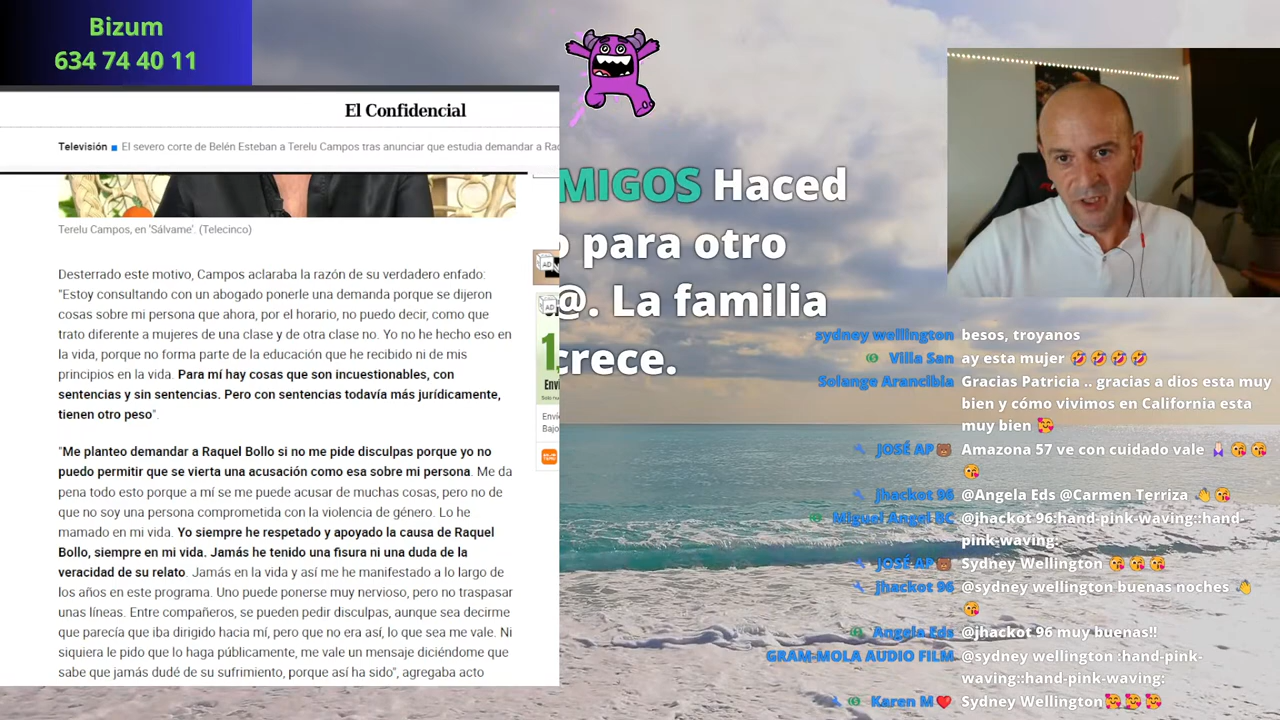 Bizum
634 74 40 11
El Confidencial
Televisión El severo corte de Belén Esteban a Terelu Campos tras anunciar que estudia demandar a Raq
Terelu Campos, en 'Sálvame'. (Telecinco)
Desterrado este motivo, Campos aclaraba la razón de su verdadero enfado:
"Estoy consultando con un abogado ponerle una demanda porque se dijeron
cosas sobre mi persona que ahora, por el horario, no puedo decir, como que
trato diferente a mujeres de una clase y de otra clase no. Yo no he hecho eso en
la vida, porque no forma parte de la educación que he recibido ni de mis
principios en la vida. Para mí hay cosas que son incuestionables, con
sentencias y sin sentencias. Pero con sentencias todavía más jurídicamente,
tienen otro peso".
"Me planteo demandar a Raquel Bollo si no me pide disculpas porque yo no
puedo permitir que se vierta una acusación como esa sobre mi persona. Me da
pena todo esto porque a mí se me puede acusar de muchas cosas, pero no de
que no soy una persona comprometida con la violencia de género. Lo he
mamado en mi vida. Yo siempre he respetado y apoyado la causa de Raquel
Bollo, siempre en mi vida. Jamás he tenido una fisura ni una duda de la
veracidad de su relato
los años en este programa. Uno puede ponerse muy nervioso, pero no traspasar
unas líneas. Entre compañeros, se pueden pedir disculpas, aunque sea decirme
que parecía que iba dirigido hacia mí, pero que no era así, lo que sea me vale. Ni
siquiera le pido que lo haga públicamente, me vale un mensaje diciéndome que
sabe que jamás dudé de su sufrimiento, porque así ha sido", agregaba acto
AD
AD
1,
Enví
Enví
Bajo
MIGOS Haced
o para otro
@. La familia
crece.
sydney wellington besos, troyanos
Villa San ay esta mujer 🤣🤣🤣🤣
Solange Arancibia Gracias Patricia .. gracias a dios esta muy
bien y cómo vivimos en California esta
muy bien 🥰
JOSÉ AP🐻 Amazona 57 ve con cuidado vale 😘😘
😘
Jhackot 96 @Angela Eds @Carmen Terriza 👋😘
Miguel Angel BC @jhackot 96:hand-pink-waving::hand-
pink-waving:
JOSÉ AP🐻 Sydney Wellington 😘😘😘
Jhackot 96 @sydney wellington buenas noches 👋
😘
Angela Eds @jhackot 96 muy buenas!!
GRAM-MOLA AUDIO FILM @sydney wellington :hand-pink-
waving::hand-pink-waving:
Karen M❤️ Sydney Wellington🥰🥰🥰